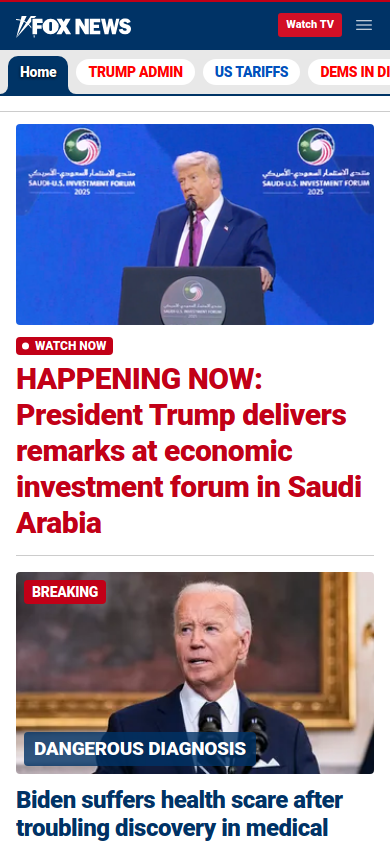 FOX NEWS
Watch TV
Home
TRUMP ADMIN
US TARIFFS
DEMS IN DI
منتدى الاستثمار السعودي-الأمريكي
SAUDI-U.S. INVESTMENT FORUM
2025
منتدى الاستثمار السعودي-الأمريكي
SAUDI-U.S. INVESTMENT FORUM
2025
SAUDI-U.S. INVESTMENT FORUM
WATCH NOW
HAPPENING NOW:
President Trump delivers
remarks at economic
investment forum in Saudi
Arabia
BREAKING
DANGEROUS DIAGNOSIS
Biden suffers health scare after
troubling discovery in medical